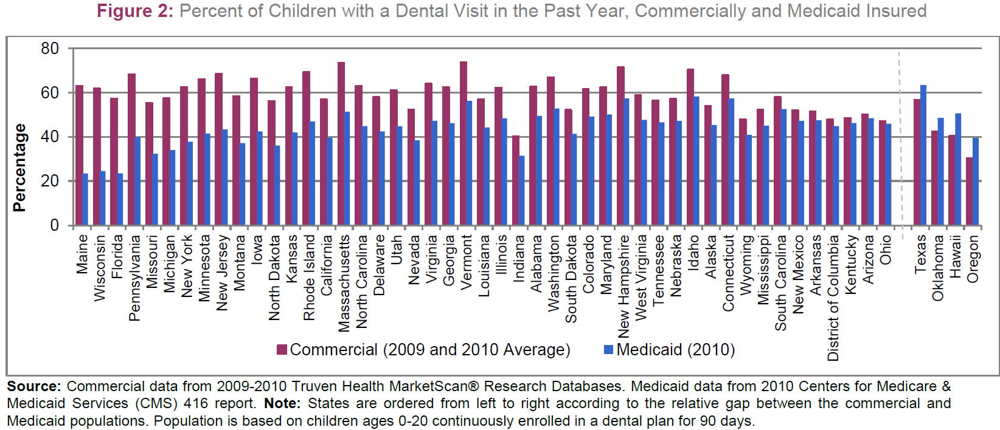 Figure 2: Percent of Children with a Dental Visit in the Past Year, Commercially and Medicaid Insured
80
60
40
20
0
Percentage
Maine
Wisconsin
Florida
Pennsylvania
Missouri
Michigan
New York
Minnesota
New Jersey
Montana
Iowa
North Dakota
Kansas
Rhode Island
California
Massachusetts
North Carolina
Delaware
Utah
Nevada
Virginia
Georgia
Vermont
Louisiana
Illinois
Indiana
Alabama
Washington
South Dakota
Colorado
Maryland
New Hampshire
West Virginia
Tennessee
Nebraska
Idaho
Alaska
Connecticut
Wyoming
Mississippi
South Carolina
New Mexico
Arkansas
District of Columbia
Kentucky
Arizona
Ohio
Texas
Oklahoma
Hawaii
Oregon
Commercial (2009 and 2010 Average)
Medicaid (2010)
Source: Commercial data from 2009-2010 Truven Health MarketScan® Research Databases. Medicaid data from 2010 Centers for Medicare &
Medicaid Services (CMS) 416 report. Note: States are ordered from left to right according to the relative gap between the commercial and
Medicaid populations. Population is based on children ages 0-20 continuously enrolled in a dental plan for 90 days.